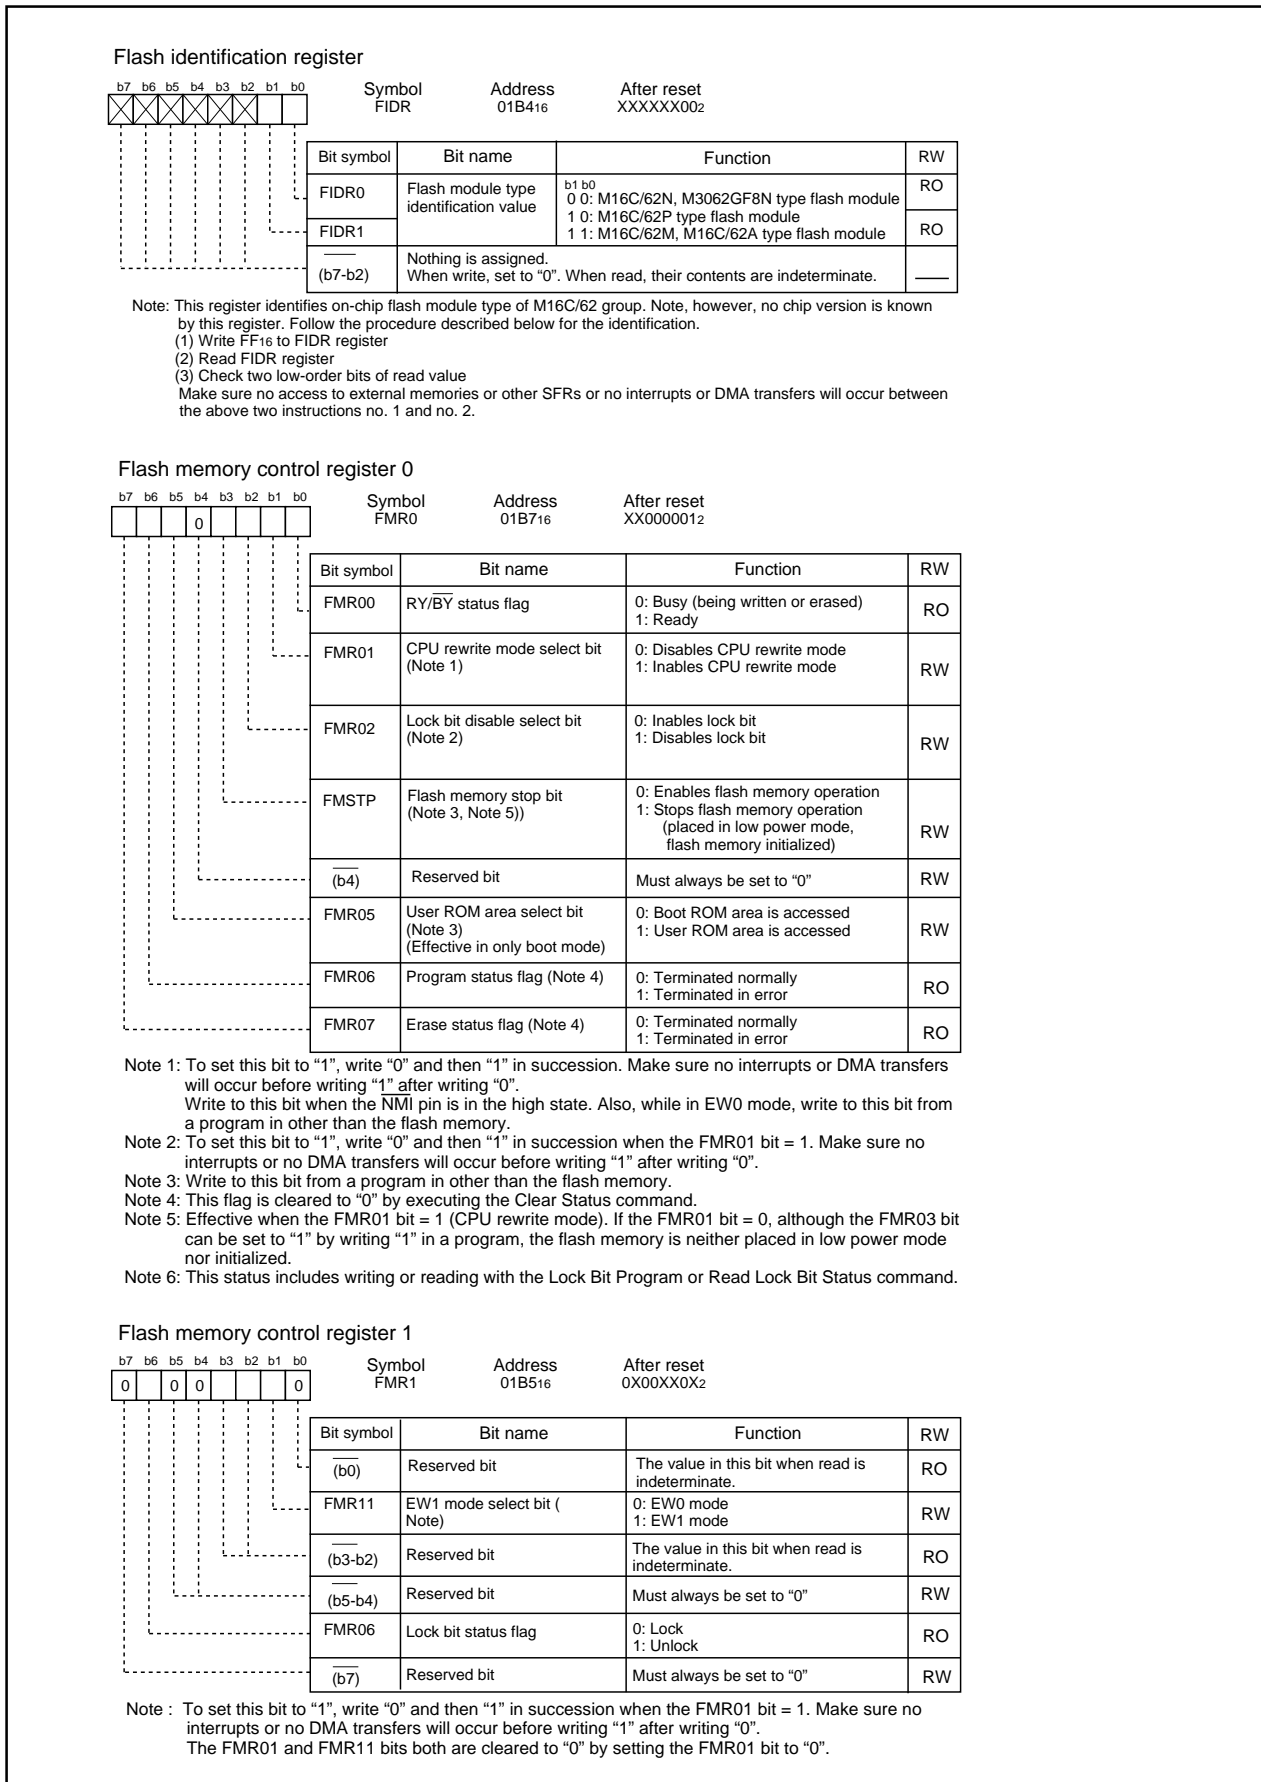 Flash identification register
b7 b6 b5 b4 b3 b2 b1 b0
Symbol Address After reset
FIDR 01B416 XXXXXX002
Bit symbol Bit name Function RW
FIDR0 Flash module type identification value b1 b0 RO
0 0: M16C/62N, M3062GF8N type flash module
1 0: M16C/62P type flash module
FIDR1 1 1: M16C/62M, M16C/62A type flash module RO
(b7-b2) Nothing is assigned.
When write, set to “0”. When read, their contents are indeterminate.
Note: This register identifies on-chip flash module type of M16C/62 group. Note, however, no chip version is known
by this register. Follow the procedure described below for the identification.
(1) Write FF16 to FIDR register
(2) Read FIDR register
(3) Check two low-order bits of read value
Make sure no access to external memories or other SFRs or no interrupts or DMA transfers will occur between
the above two instructions no. 1 and no. 2.
Flash memory control register 0
b7 b6 b5 b4 b3 b2 b1 b0
Symbol Address After reset
0 FMR0 01B716 XX0000012
Bit symbol Bit name Function RW
FMR00 RY/BY status flag 0: Busy (being written or erased) RO
1: Ready
FMR01 CPU rewrite mode select bit 0: Disables CPU rewrite mode
(Note 1) 1: Inables CPU rewrite mode RW
FMR02 Lock bit disable select bit 0: Inables lock bit
(Note 2) 1: Disables lock bit RW
FMSTP Flash memory stop bit 0: Enables flash memory operation
(Note 3, Note 5)) 1: Stops flash memory operation
(placed in low power mode, RW
flash memory initialized)
(b4) Reserved bit Must always be set to “0” RW
FMR05 User ROM area select bit 0: Boot ROM area is accessed
(Note 3) 1: User ROM area is accessed RW
(Effective in only boot mode)
FMR06 Program status flag (Note 4) 0: Terminated normally RO
1: Terminated in error
FMR07 Erase status flag (Note 4) 0: Terminated normally RO
1: Terminated in error
Note 1: To set this bit to “1”, write “0” and then “1” in succession. Make sure no interrupts or DMA transfers
will occur before writing “1” after writing “0”.
Write to this bit when the NMI pin is in the high state. Also, while in EW0 mode, write to this bit from
a program in other than the flash memory.
Note 2: To set this bit to “1”, write “0” and then “1” in succession when the FMR01 bit = 1. Make sure no
interrupts or no DMA transfers will occur before writing “1” after writing “0”.
Note 3: Write to this bit from a program in other than the flash memory.
Note 4: This flag is cleared to “0” by executing the Clear Status command.
Note 5: Effective when the FMR01 bit = 1 (CPU rewrite mode). If the FMR01 bit = 0, although the FMR03 bit
can be set to “1” by writing “1” in a program, the flash memory is neither placed in low power mode
nor initialized.
Note 6: This status includes writing or reading with the Lock Bit Program or Read Lock Bit Status command.
Flash memory control register 1
b7 b6 b5 b4 b3 b2 b1 b0
Symbol Address After reset
0 0 0 0 FMR1 01B516 0X00XX0X2
Bit symbol Bit name Function RW
(b0) Reserved bit The value in this bit when read is RO
indeterminate.
FMR11 EW1 mode select bit ( 0: EW0 mode RW
Note) 1: EW1 mode
(b3-b2) Reserved bit The value in this bit when read is RO
indeterminate.
(b5-b4) Reserved bit Must always be set to “0” RW
FMR06 Lock bit status flag 0: Lock RO
1: Unlock
(b7) Reserved bit Must always be set to “0” RW
Note : To set this bit to “1”, write “0” and then “1” in succession when the FMR01 bit = 1. Make sure no
interrupts or no DMA transfers will occur before writing “1” after writing “0”.
The FMR01 and FMR11 bits both are cleared to “0” by setting the FMR01 bit to “0”.